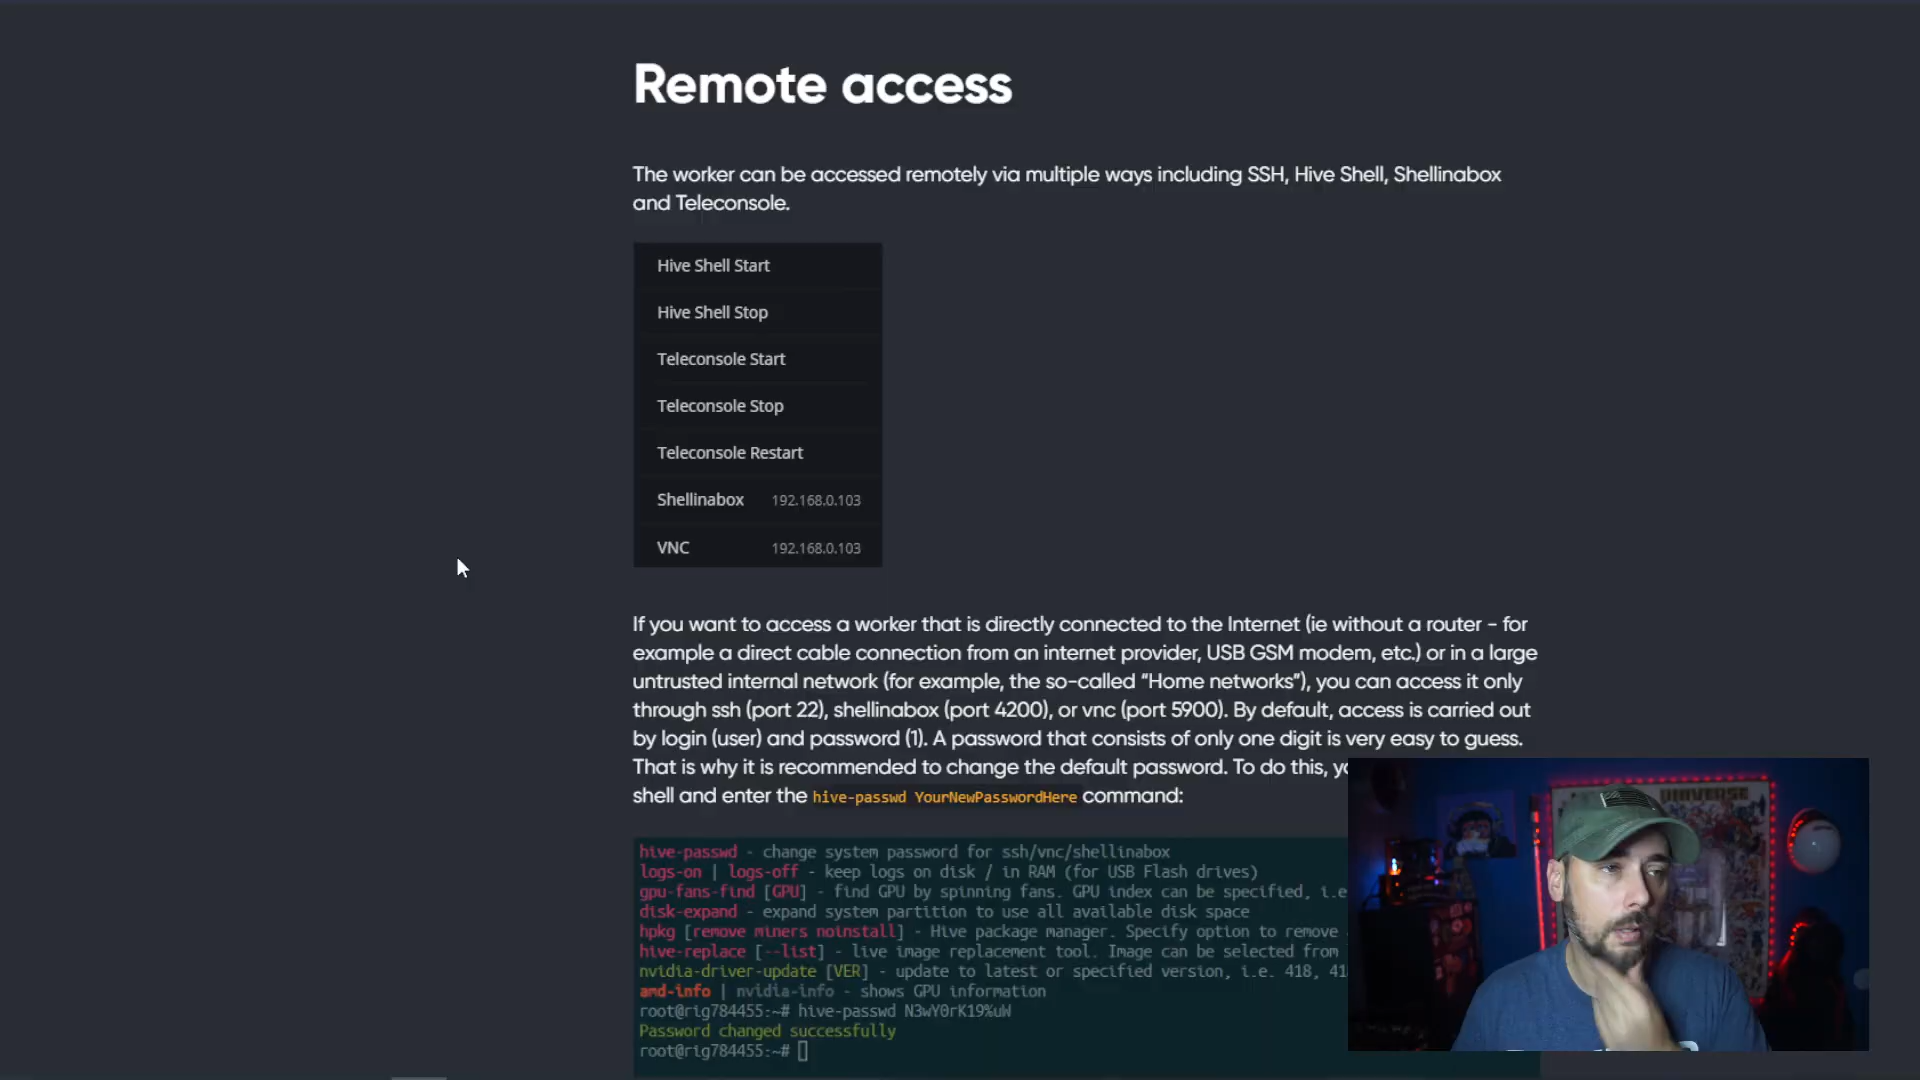 Remote access
The worker can be accessed remotely via multiple ways including SSH, Hive Shell, Shellinabox
and Teleconsole.
Hive Shell Start
Hive Shell Stop
Teleconsole Start
Teleconsole Stop
Teleconsole Restart
Shellinabox 192.168.0.103
VNC 192.168.0.103
If you want to access a worker that is directly connected to the Internet (ie without a router - for
example a direct cable connection from an internet provider, USB GSM modem, etc.) or in a large
untrusted internal network (for example, the so-called “Home networks”), you can access it only
through ssh (port 22), shellinabox (port 4200), or vnc (port 5900). By default, access is carried out
by login (user) and password (1). A password that consists of only one digit is very easy to guess.
That is why it is recommended to change the default password. To do this,
shell and enter the hive-passwd YourNewPasswordHere command:
hive-passwd - change system password for ssh/vnc/shellinabox
logs-on | logs-off - keep logs on disk / in RAM (for USB Flash drives)
gpu-fans-find [GPU] - find GPU by spinning fans. GPU index can be specified, i.e
disk-expand - expand system partition to use all available disk space
hpkg [remove miners noinstall] - Hive package manager. Specify option to remove
hive-replace [--list] - live image replacement tool. Image can be selected from
nvidia-driver-update [VER] - update to latest or specified version, i.e. 418,
amd-info | nvidia-info - shows GPU information
root@rig784455:~# hive-passwd N3wY0rK19%uW
Password changed successfully
root@rig784455:~#
UNIVERSE